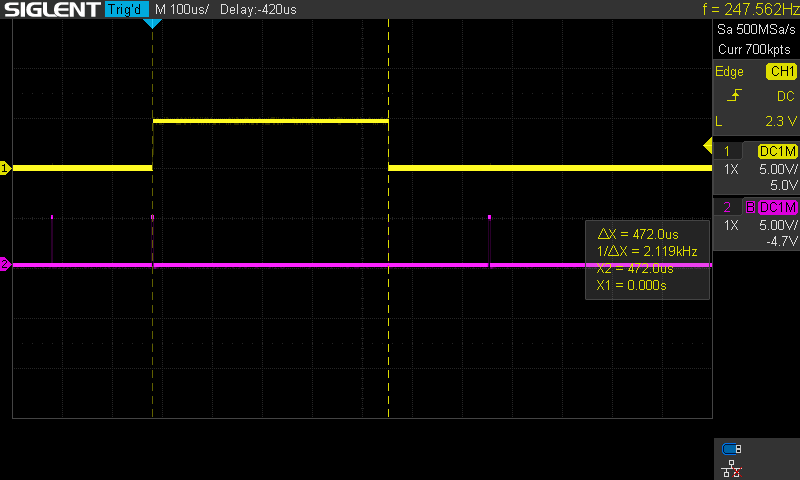 SIGLENT Trig'd M 100us/ Delay:-420us f = 247.562Hz
Sa 500MSa/s
Curr 700kpts
Edge CH1
DC
L 2.3 V
1 DC1M
1X 5.00V/
5.0V
2 B DC1M
1X 5.00V/
-4.7V
1
2
△X = 472.0us
1/△X = 2.119kHz
X2 = 472.0us
X1 = 0.000s